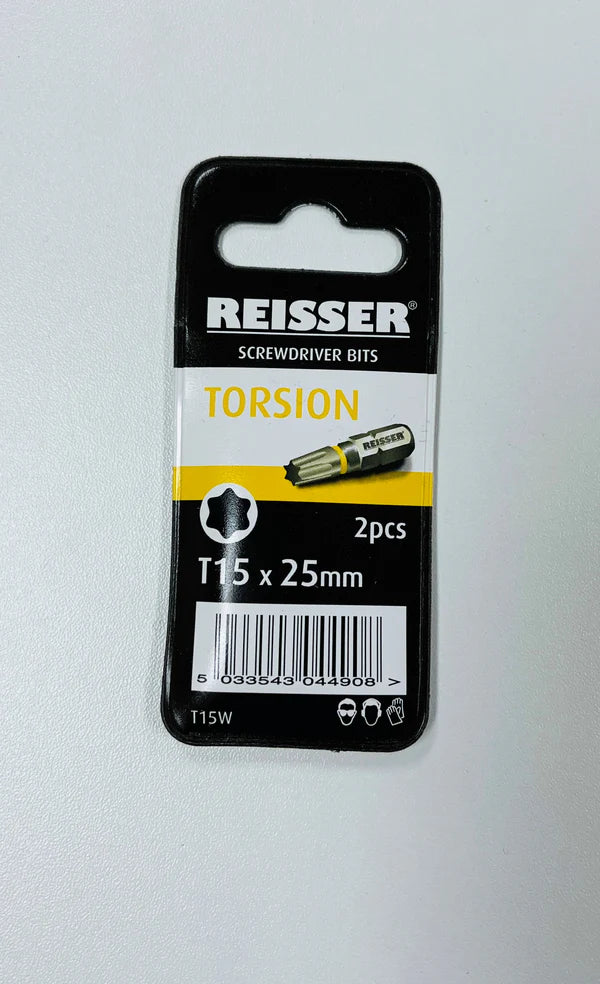 REISSER®
SCREWDRIVER BITS
TORSION
REISSER
2pcs
T15 x 25mm
5 033543 044908 >
T15W